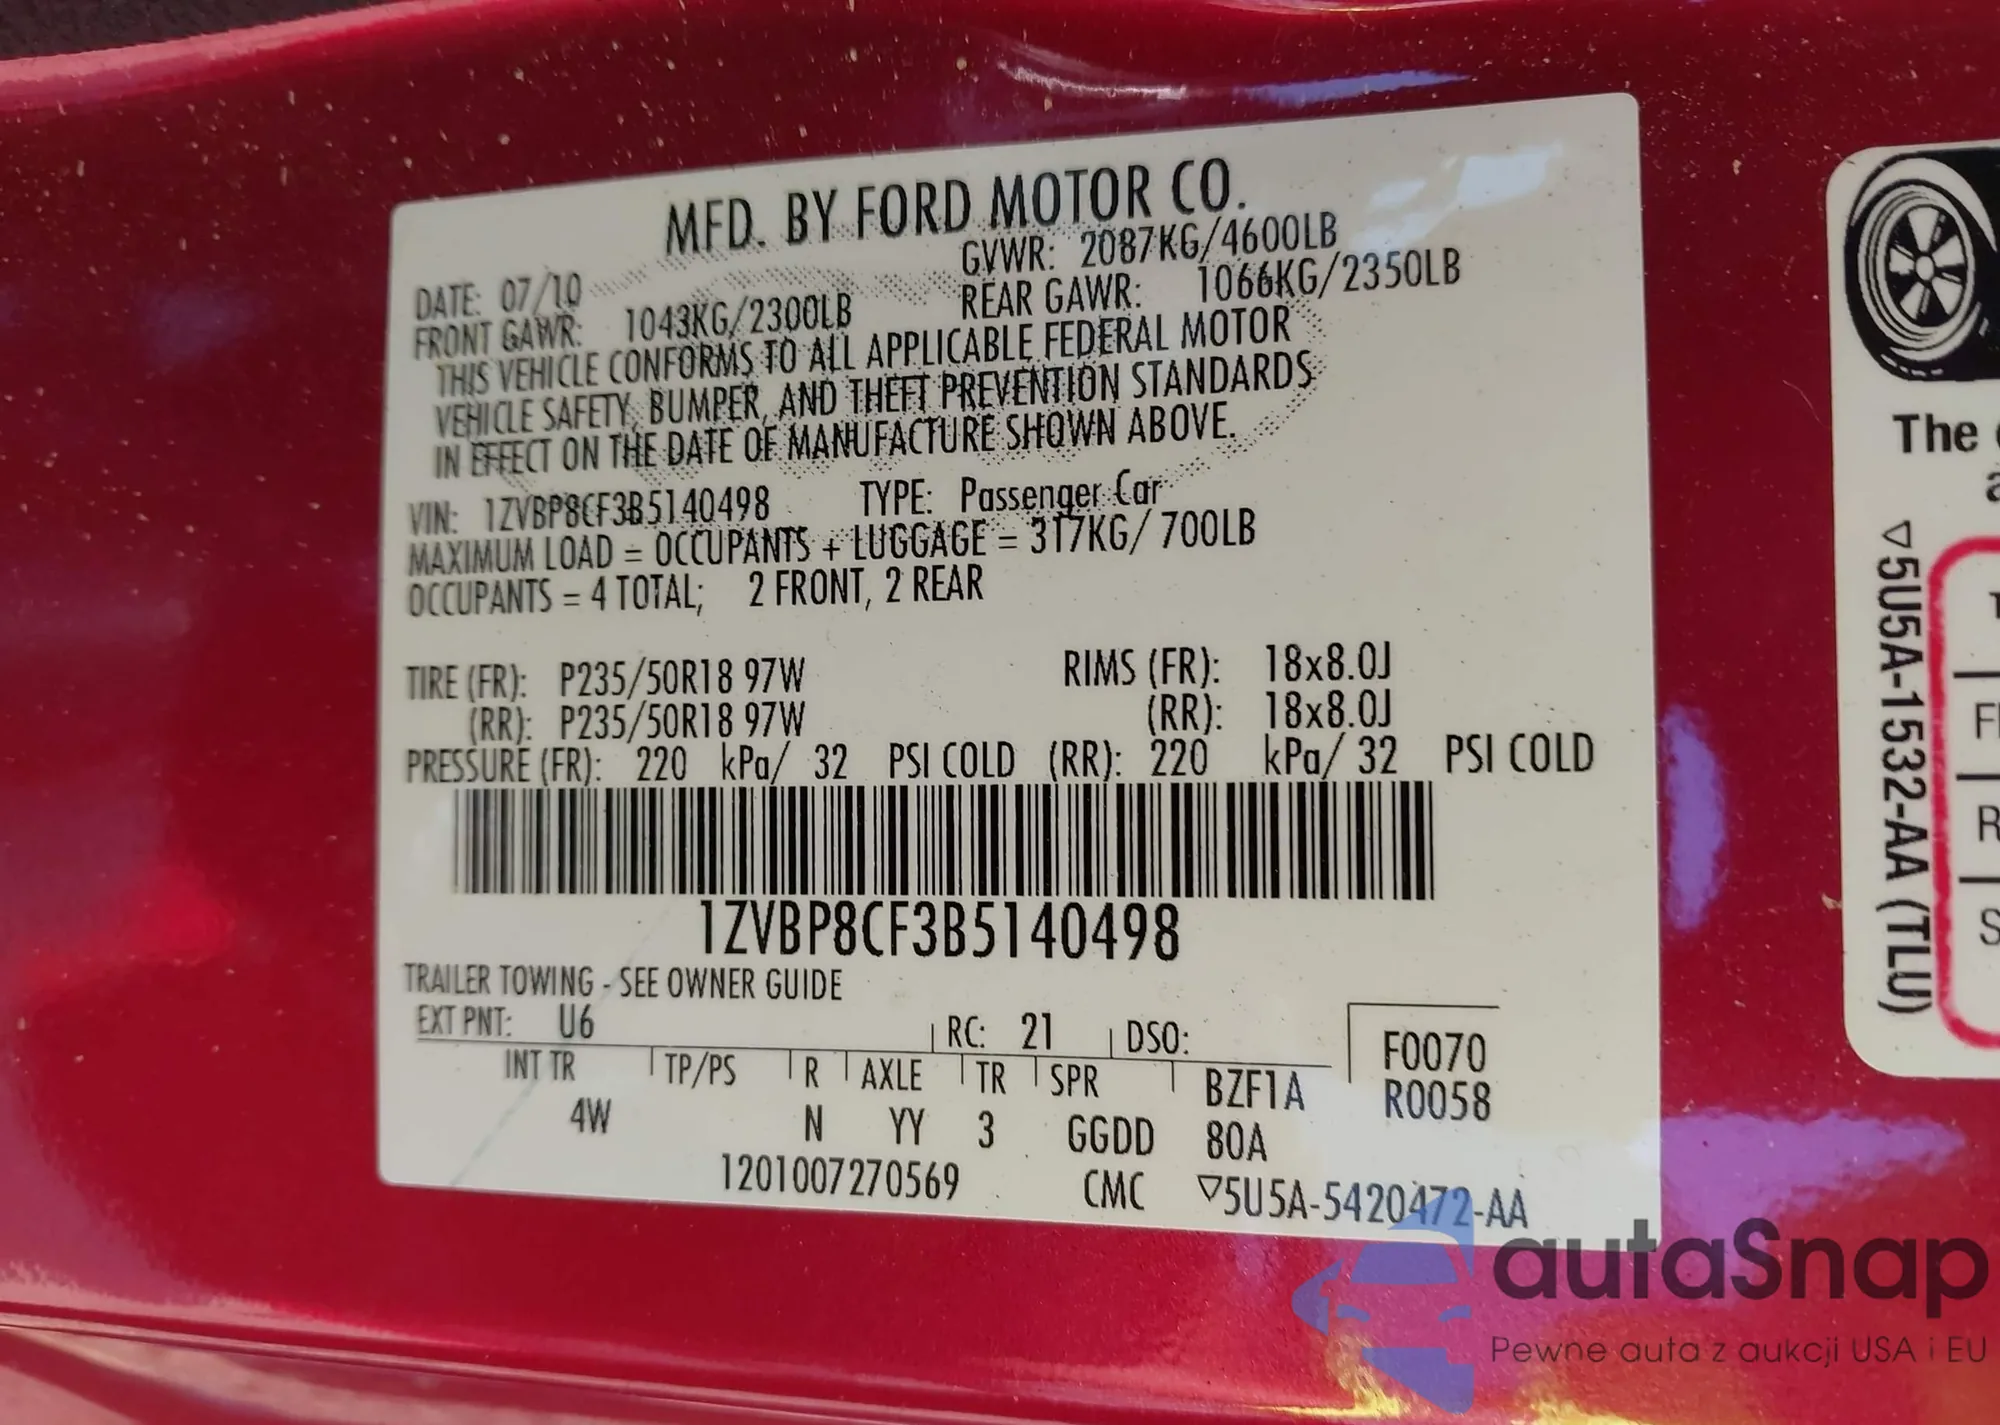 MFD. BY FORD MOTOR CO.
DATE: 07/10 GVWR: 2087KG/4600LB
FRONT GAWR: 1043KG/2300LB REAR GAWR: 1066KG/2350LB
THIS VEHICLE CONFORMS TO ALL APPLICABLE FEDERAL MOTOR
VEHICLE SAFETY, BUMPER, AND THEFT PREVENTION STANDARDS
IN EFFECT ON THE DATE OF MANUFACTURE SHOWN ABOVE.
VIN: 1ZVBP8CF3B5140498 TYPE: Passenger Car
MAXIMUM LOAD = OCCUPANTS + LUGGAGE = 317KG/ 700LB
OCCUPANTS = 4 TOTAL; 2 FRONT, 2 REAR
TIRE (FR): P235/50R18 97W RIMS (FR): 18x8.0J
(RR): P235/50R18 97W (RR): 18x8.0J
PRESSURE (FR): 220 kPa/ 32 PSI COLD (RR): 220 kPa/ 32 PSI COLD
1ZVBP8CF3B5140498
TRAILER TOWING - SEE OWNER GUIDE
EXT PNT: U6 RC: 21 DSO: F0070
INT TR TP/PS R AXLE TR SPR BZF1A R0058
4W N YY 3 GGDD 80A
1201007270569 CMC ▽5U5A-5420472-AA
The
▽5U5A-1532-AA (TLU)
R
S
autaSnap
Pewne auta z aukcji USA i EU